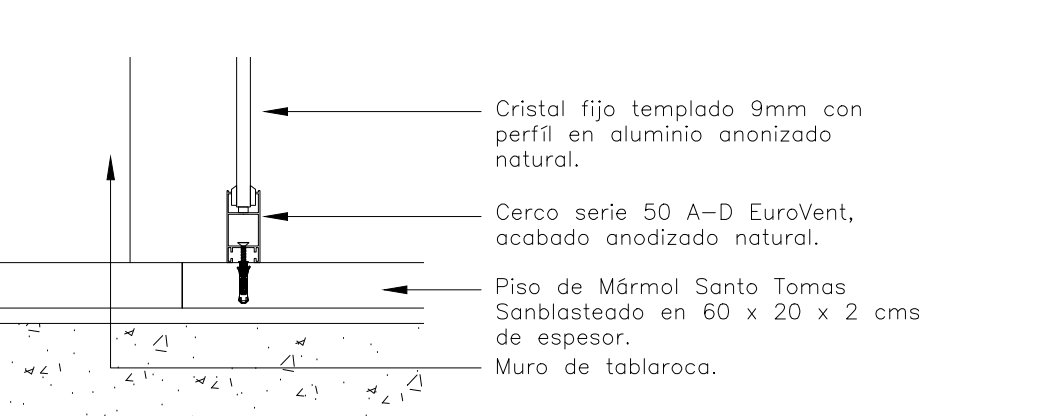 Cristal fijo templado 9mm con
perfíl en aluminio anonizado
natural.
Cerco serie 50 A-D EuroVent,
acabado anodizado natural.
Piso de Mármol Santo Tomas
Sanblasteado en 60 x 20 x 2 cms
de espesor.
Muro de tablaroca.